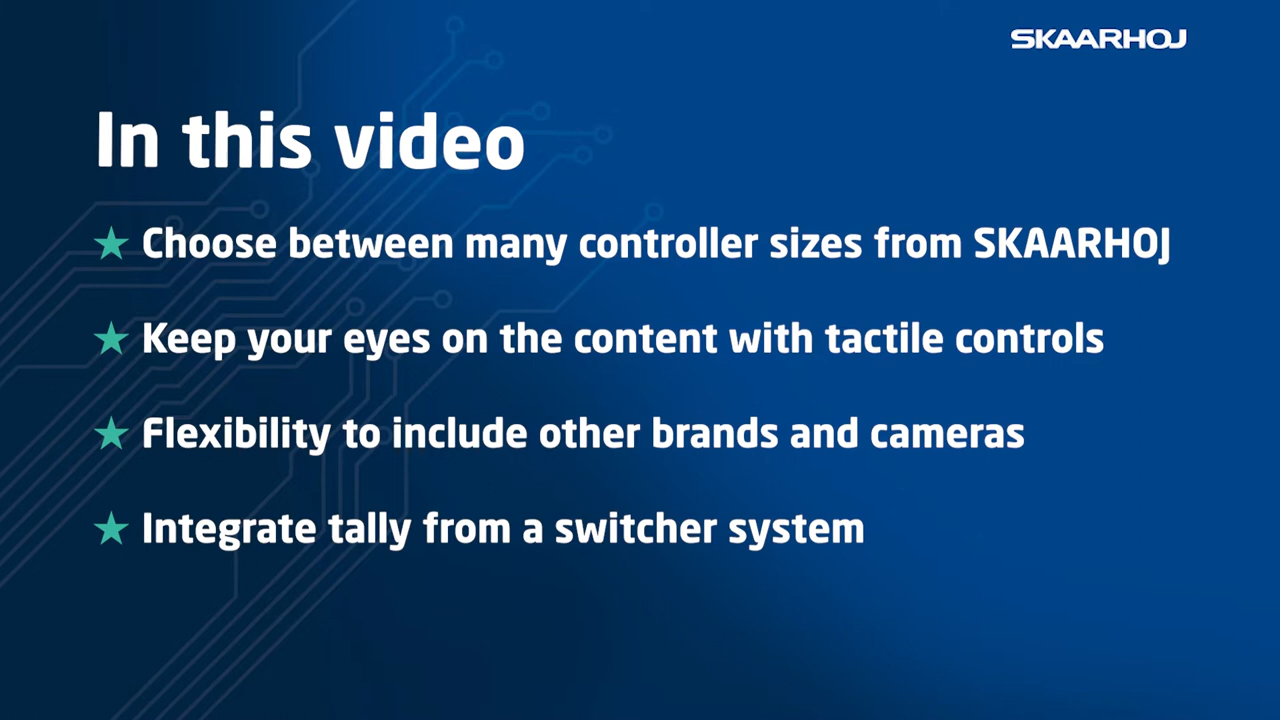 SKAARHOJ
In this video
Choose between many controller sizes from SKAARHOJ
Keep your eyes on the content with tactile controls
Flexibility to include other brands and cameras
Integrate tally from a switcher system